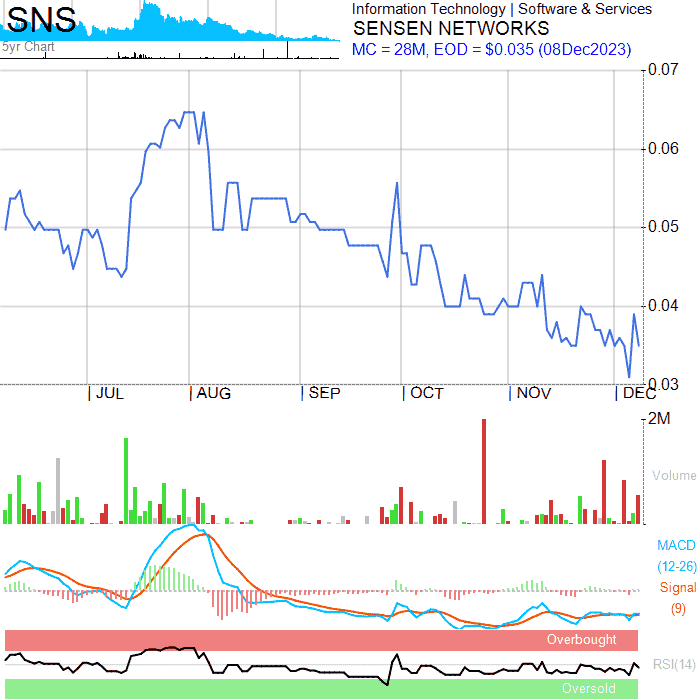 SNS
5yr Chart
Information Technology | Software & Services
SENSEN NETWORKS
MC = 28M, EOD = $0.035 (08Dec2023)
0.07
0.06
0.05
0.04
0.03
JUL
AUG
SEP
OCT
NOV
DEC
2M
Volume
MACD
(12-26)
Signal
(9)
Overbought
RSI(14)
Oversold